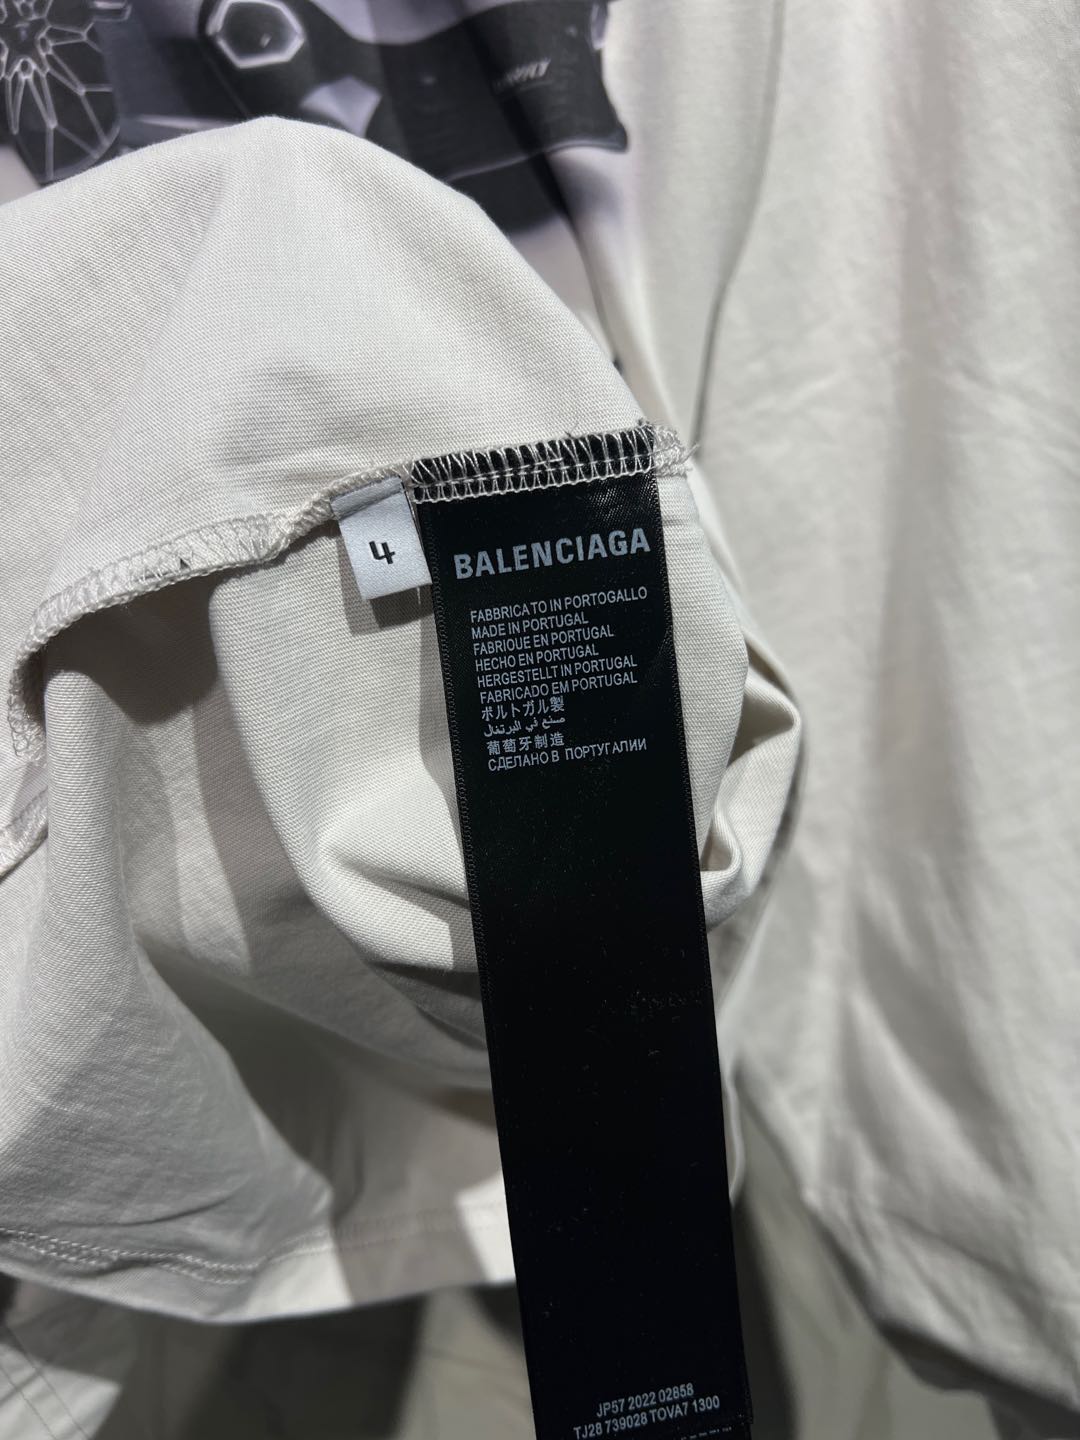 4
BALENCIAGA
FABBRICATO IN PORTOGALLO
MADE IN PORTUGAL
FABRIQUE EN PORTUGAL
HECHO EN PORTUGAL
HERGESTELLT IN PORTUGAL
FABRICADO EM PORTUGAL
ポルトガル製
صنع في البرتغال
葡萄牙制造
СДЕЛАНО В ПОРТУГАЛИИ
JP57 2022 02858
TJ28 739028 TOVA7 1300